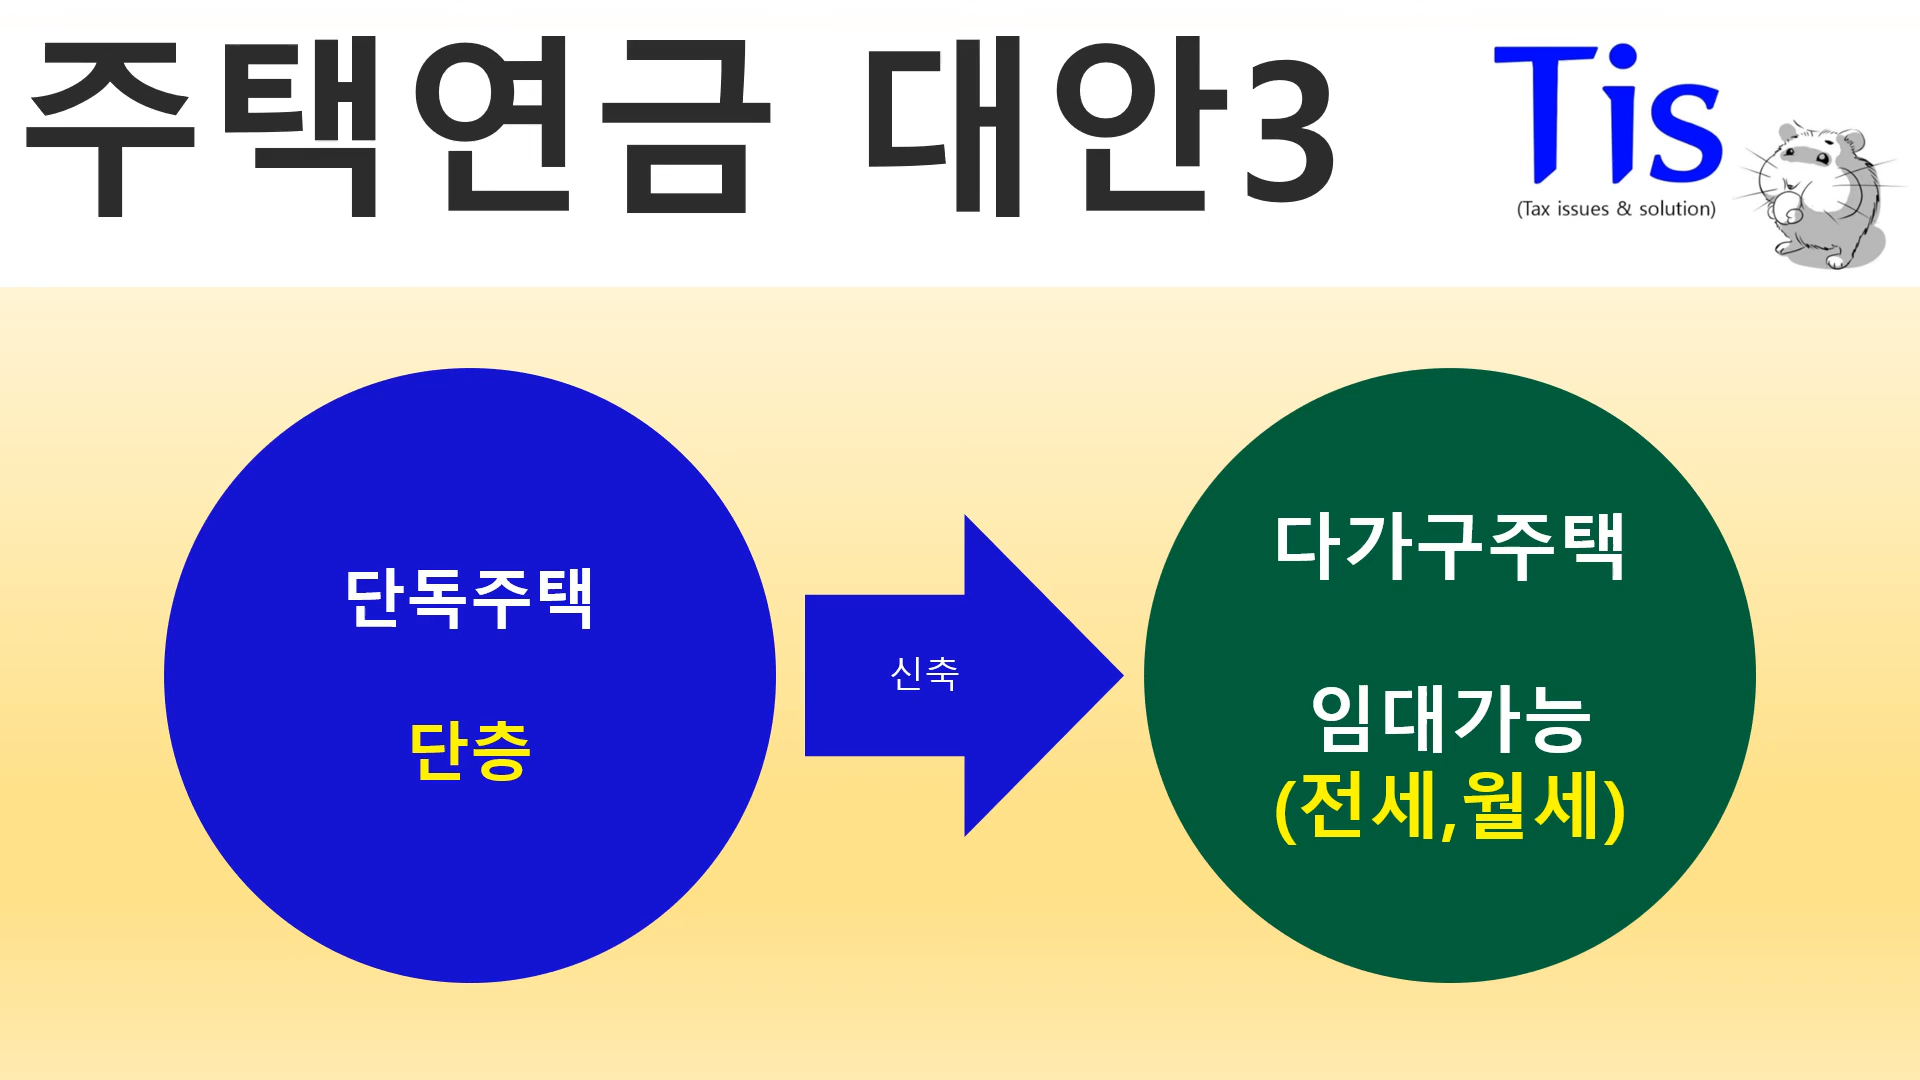 주택연금 대안3
Tis
(Tax issues & solution)
단독주택
단층
신축
다가구주택
임대가능
(전세,월세)